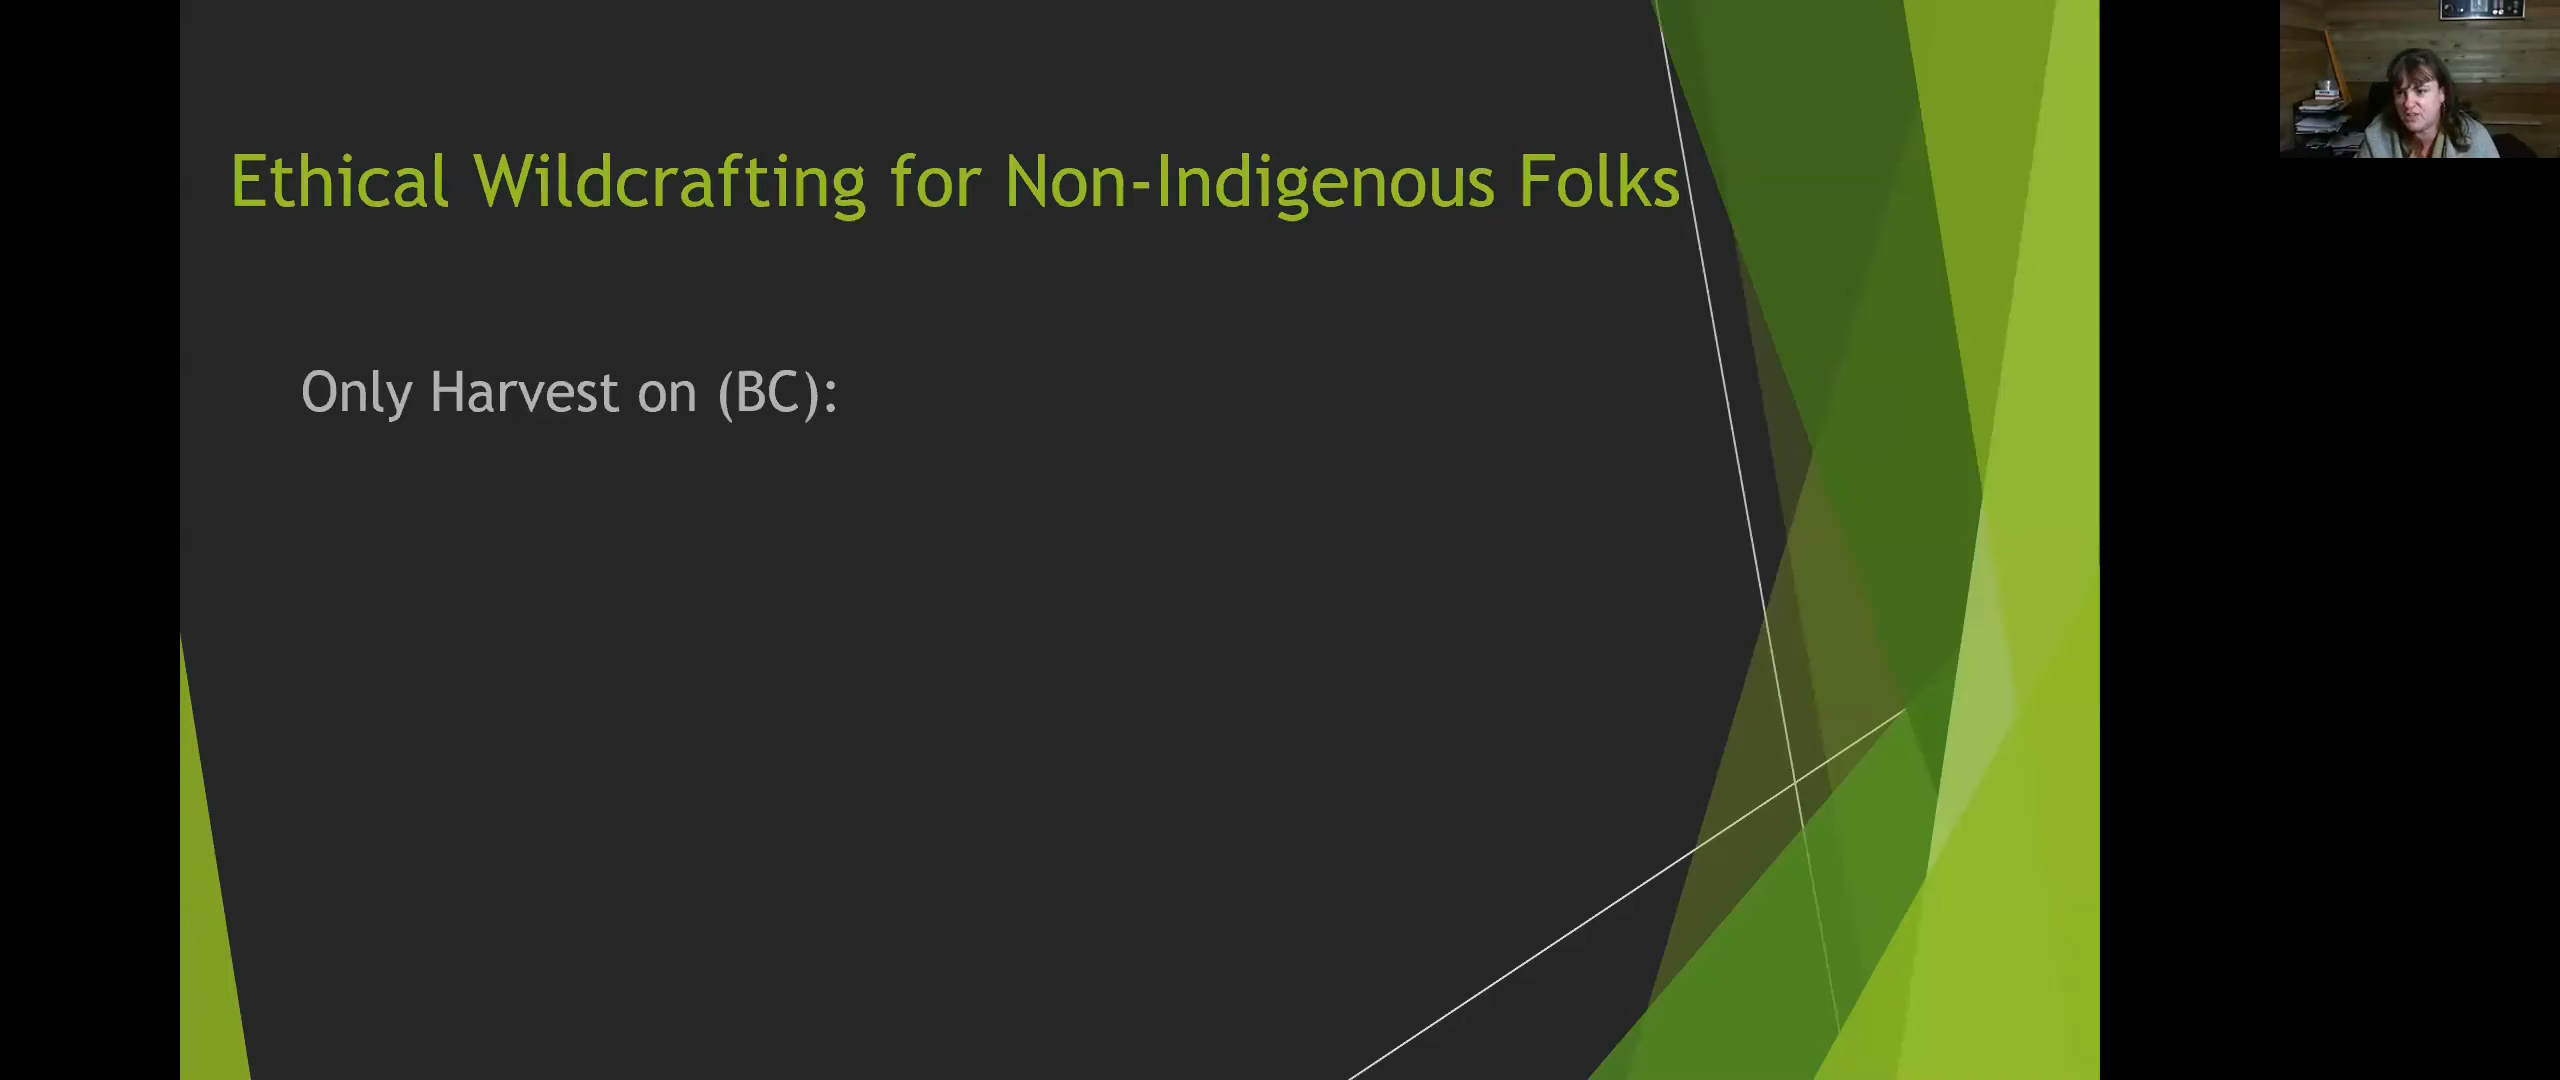 Ethical Wildcrafting for Non-Indigenous Folks
Only Harvest on (BC):